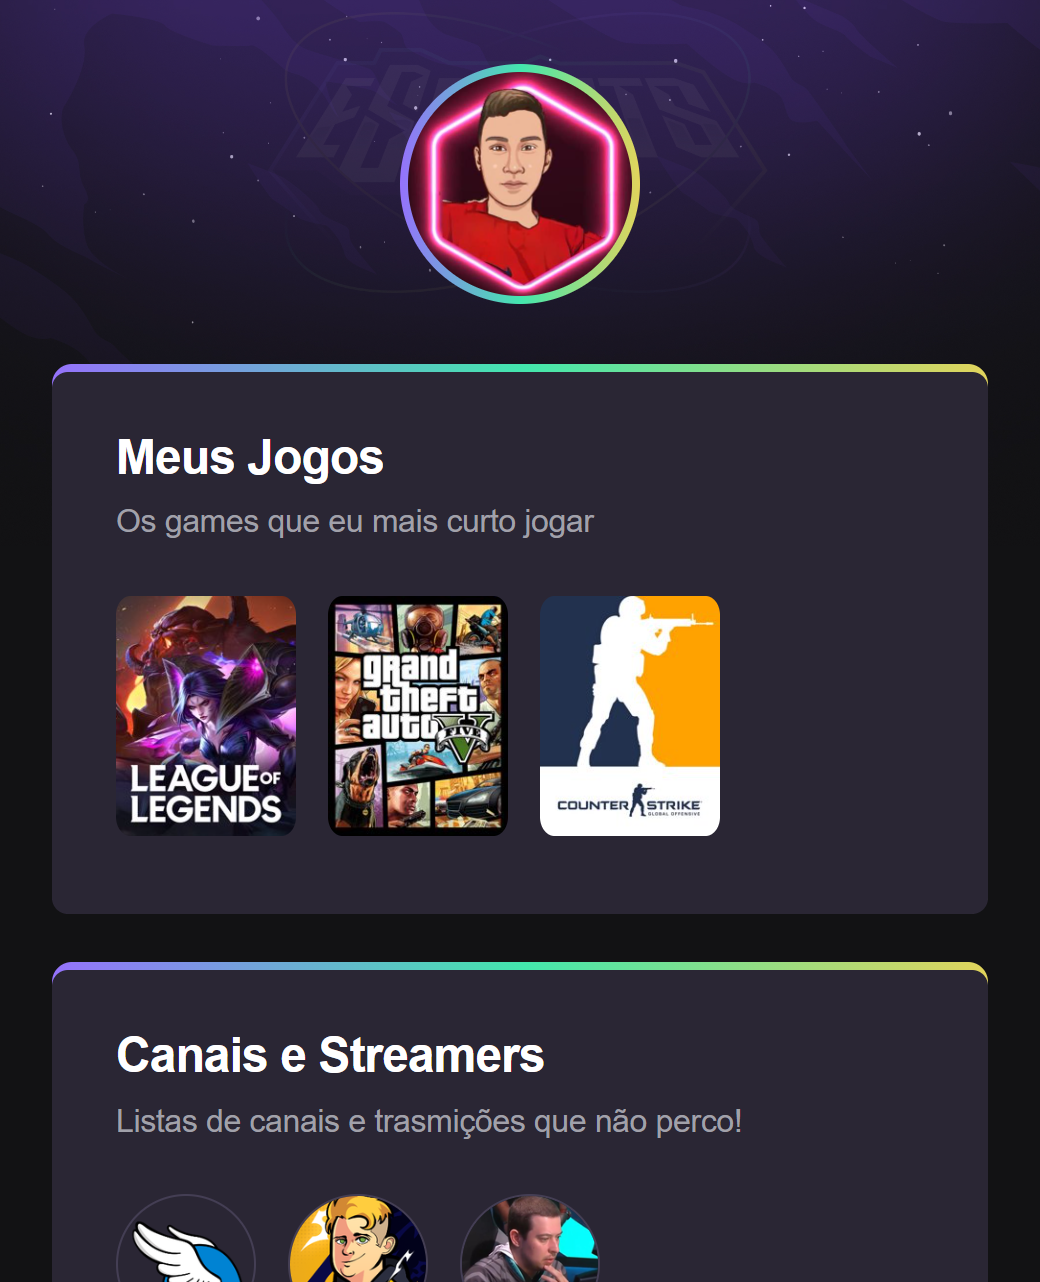 ESPORTS
Meus Jogos
Os games que eu mais curto jogar
LEAGUE OF
LEGENDS
grand
theft
auto
V
FIVE
COUNTER STRIKE
GLOBAL OFFENSIVE
Canais e Streamers
Listas de canais e trasmições que não perco!